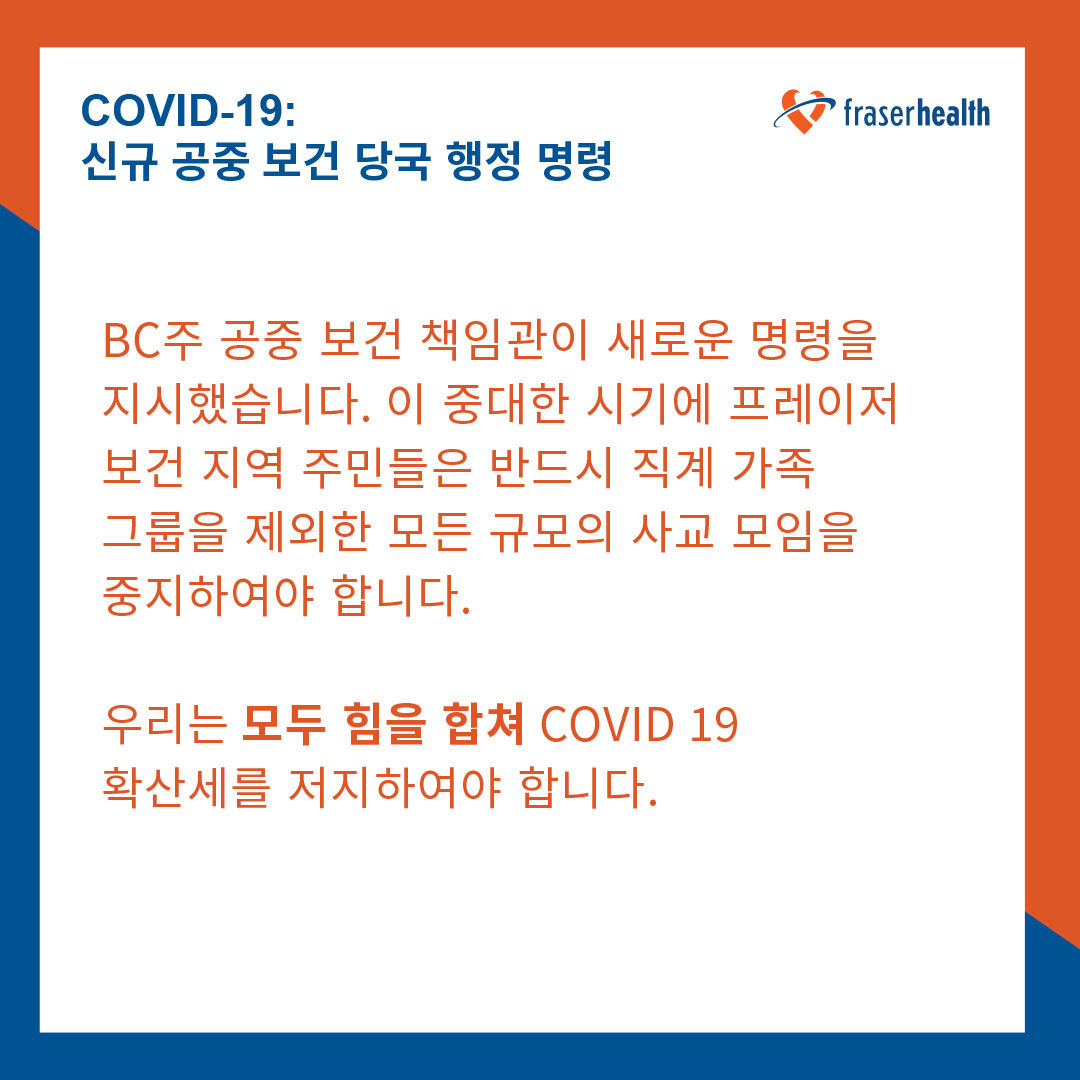 COVID-19:
신규 공중 보건 당국 행정 명령
fraserhealth
BC주 공중 보건 책임관이 새로운 명령을
지시했습니다. 이 중대한 시기에 프레이저
보건 지역 주민들은 반드시 직계 가족
그룹을 제외한 모든 규모의 사교 모임을
중지하여야 합니다.
우리는 모두 힘을 합쳐 COVID 19
확산세를 저지하여야 합니다.